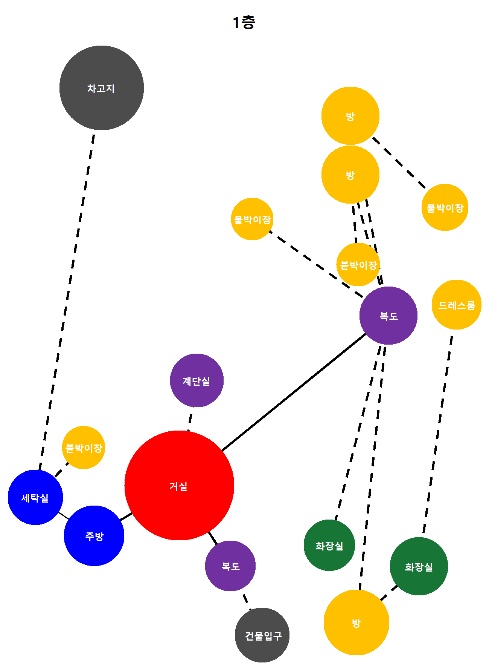 1층
차고지
방
방
붙박이장
붙박이장
붙박이장
드레스룸
복도
계단실
붙박이장
거실
세탁실
주방
화장실
복도
화장실
방
건물입구